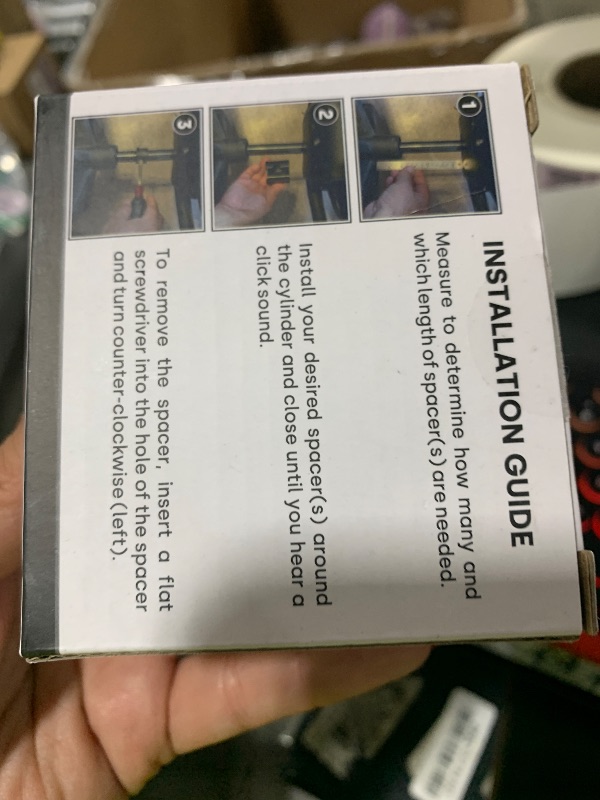 INSTALLATION GUIDE
1
Measure to determine how many and
which length of spacer(s) are needed.
2
Install your desired spacer(s) around
the cylinder and close until you hear a
click sound.
3
To remove the spacer, insert a flat
screwdriver into the hole of the spacer
and turn counter-clockwise (left).